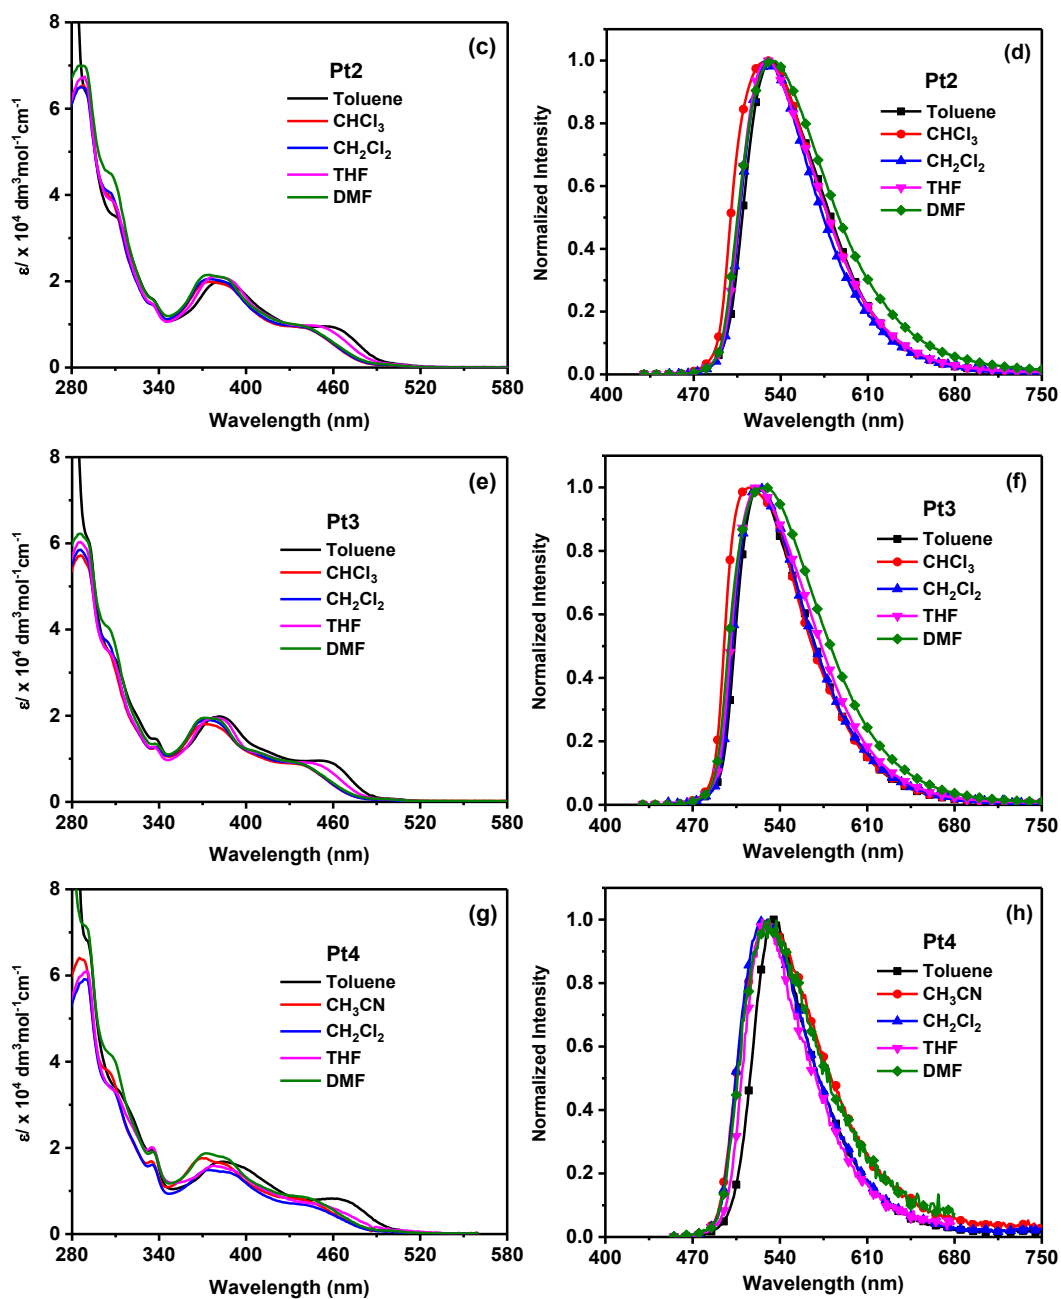 (c)
Pt2
Toluene
CHCl3
CH2Cl2
THF
DMF
8
6
4
2
0
280 340 400 460 520 580
Wavelength (nm)
ε/ x 10⁴ dm³mol⁻¹cm⁻¹
(d)
Pt2
Toluene
CHCl3
CH2Cl2
THF
DMF
1.0
0.8
0.6
0.4
0.2
0.0
400 470 540 610 680 750
Wavelength (nm)
Normalized Intensity
(e)
Pt3
Toluene
CHCl3
CH2Cl2
THF
DMF
8
6
4
2
0
280 340 400 460 520 580
Wavelength (nm)
ε/ x 10⁴ dm³mol⁻¹cm⁻¹
(f)
Pt3
Toluene
CHCl3
CH2Cl2
THF
DMF
1.0
0.8
0.6
0.4
0.2
0.0
400 470 540 610 680 750
Wavelength (nm)
Normalized Intensity
(g)
Pt4
Toluene
CH3CN
CH2Cl2
THF
DMF
8
6
4
2
0
280 340 400 460 520 580
Wavelength (nm)
ε/ x 10⁴ dm³mol⁻¹cm⁻¹
(h)
Pt4
Toluene
CH3CN
CH2Cl2
THF
DMF
1.0
0.8
0.6
0.4
0.2
0.0
400 470 540 610 680 750
Wavelength (nm)
Normalized Intensity